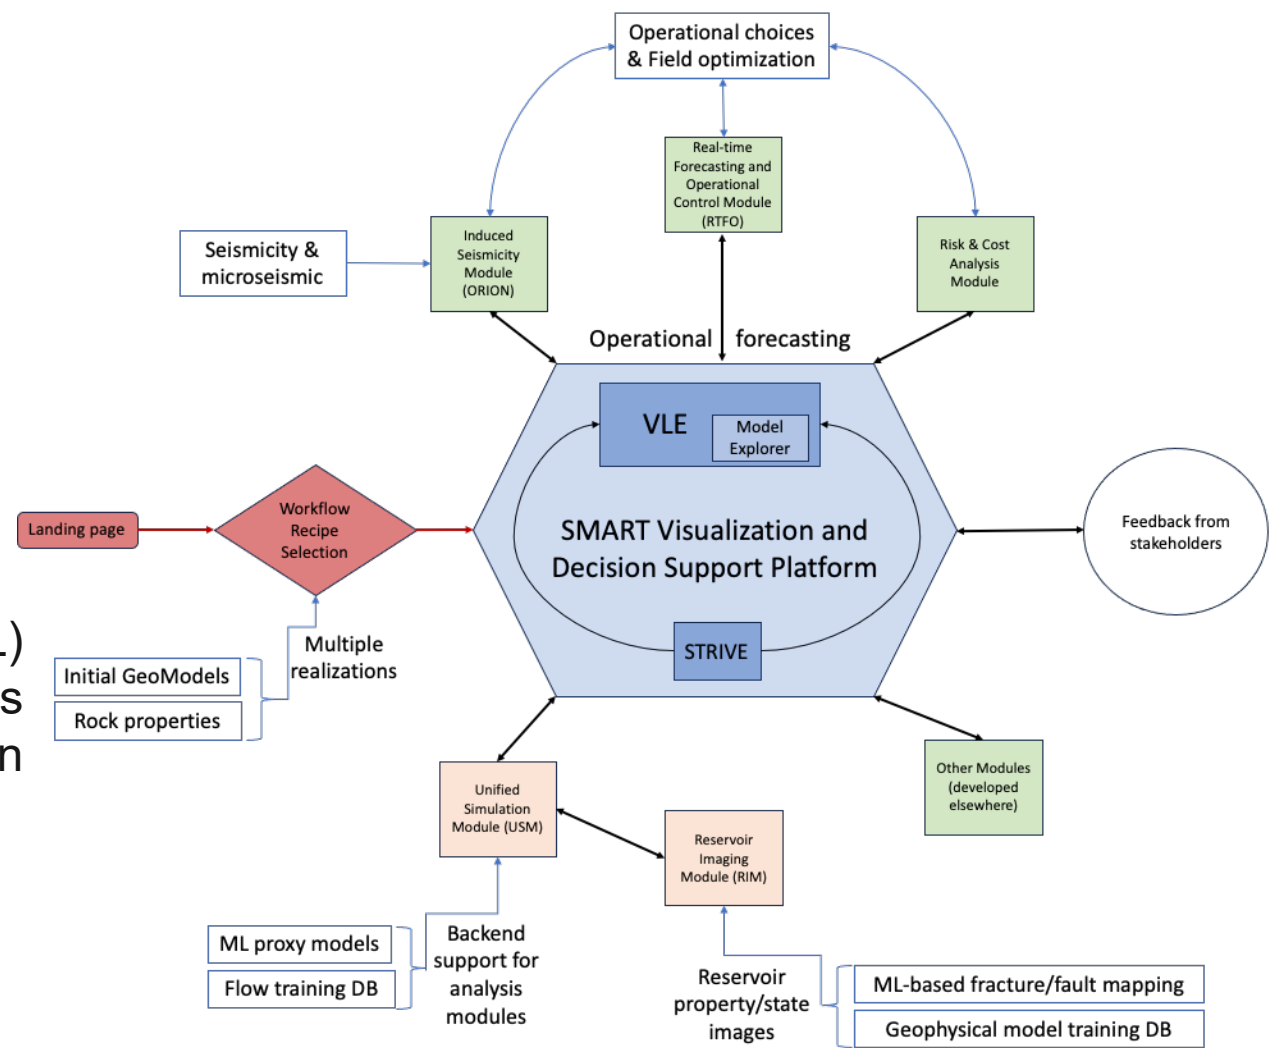 Operational choices
& Field optimization
Real-time
Forecasting and
Operational
Control Module
(RTFO)
Induced
Seismicity
Module
(ORION)
Seismicity &
microseismic
Risk & Cost
Analysis
Module
Operational forecasting
VLE
Model
Explorer
Landing page
Workflow
Recipe
Selection
SMART Visualization and
Decision Support Platform
Feedback from
stakeholders
STRIVE
Multiple
realizations
Initial GeoModels
Rock properties
)
s
n
Unified
Simulation
Module (USM)
Other Modules
(developed
elsewhere)
Reservoir
Imaging
Module (RIM)
ML proxy models
Flow training DB
Backend
support for
analysis
modules
Reservoir
property/state
images
ML-based fracture/fault mapping
Geophysical model training DB